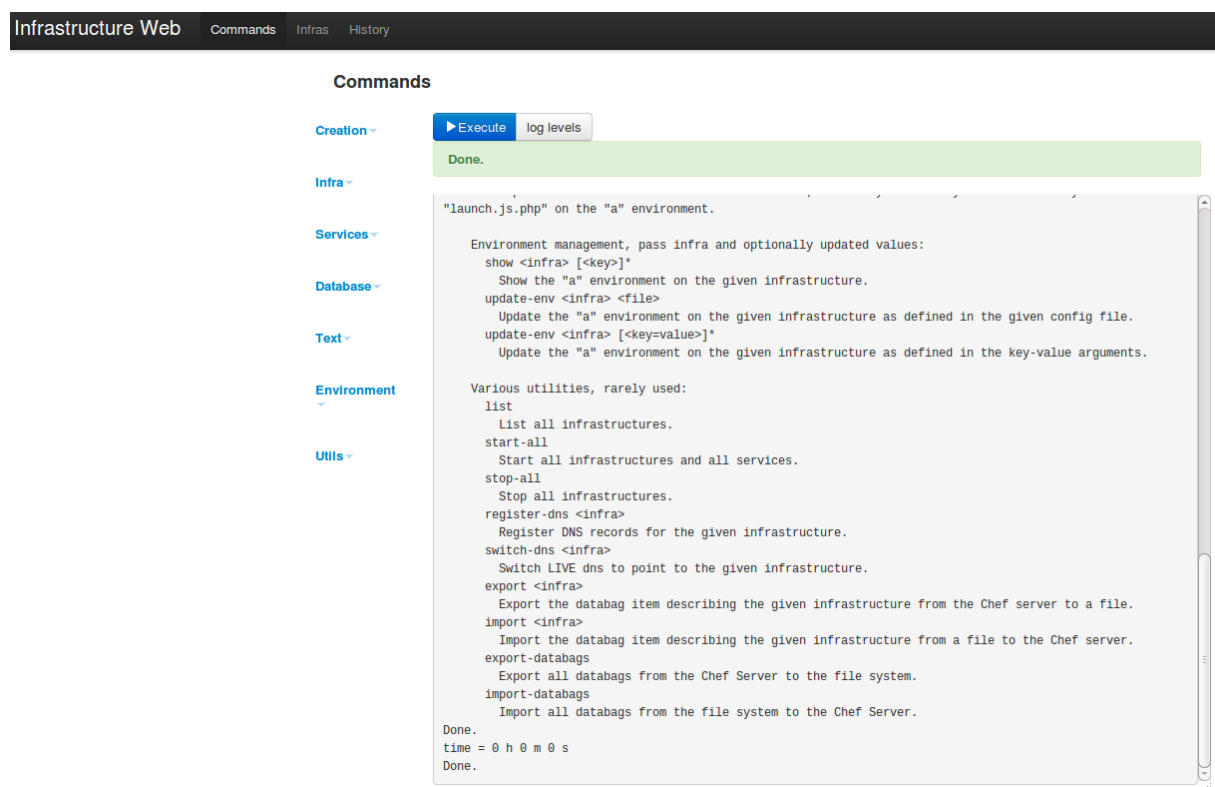 Infrastructure Web Commands Infras History
Commands
Creation
Infra
Services
Database
Text
Environment
Utils
Execute log levels
Done.
"launch.js.php" on the "a" environment.
Environment management, pass infra and optionally updated values:
show <infra> [<key>]*
Show the "a" environment on the given infrastructure.
update-env <infra> <file>
Update the "a" environment on the given infrastructure as defined in the given config file.
update-env <infra> [<key=value>]*
Update the "a" environment on the given infrastructure as defined in the key-value arguments.
Various utilities, rarely used:
list
List all infrastructures.
start-all
Start all infrastructures and all services.
stop-all
Stop all infrastructures.
register-dns <infra>
Register DNS records for the given infrastructure.
switch-dns <infra>
Switch LIVE dns to point to the given infrastructure.
export <infra>
Export the databag item describing the given infrastructure from the Chef server to a file.
import <infra>
Import the databag item describing the given infrastructure from a file to the Chef server.
export-databags
Export all databags from the Chef Server to the file system.
import-databags
Import all databags from the file system to the Chef Server.
Done.
time = 0 h 0 m 0 s
Done.